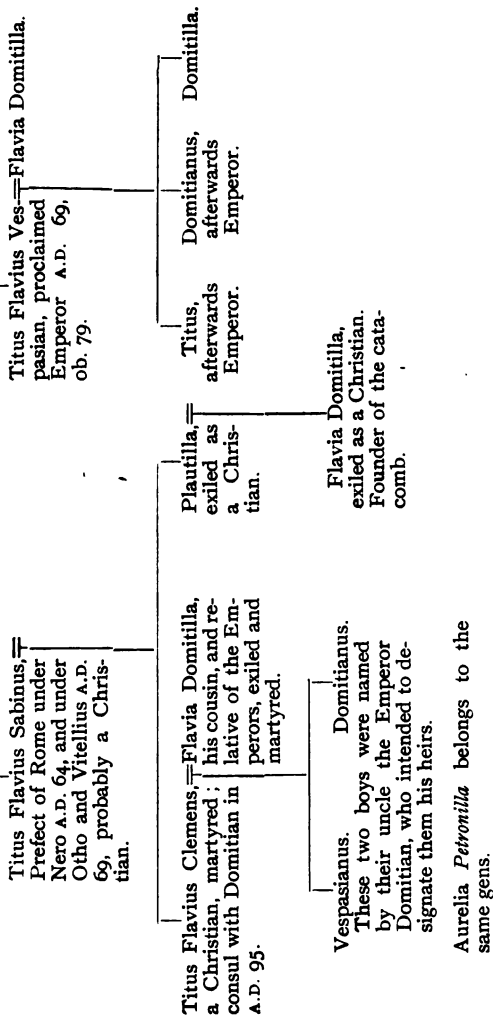 Titus Flavius Sabinus,=
Prefect of Rome under
Nero A.D. 64, and under
Otho and Vitellius A.D.
69, probably a Chris-
tian.
Titus Flavius Ves-=Flavia Domitilla.
pasian, proclaimed
Emperor A.D. 69,
ob. 79.
Titus Flavius Clemens,=Flavia Domitilla,
a Christian, martyred;
consul with Domitian in
A.D. 95.
his cousin, and re-
lative of the Em-
perors, exiled and
martyred.
Plautilla,=
exiled as
a Chris-
tian.
Titus,
afterwards
Emperor.
Domitianus,
afterwards
Emperor.
Domitilla.
Vespasianus. Domitianus.
These two boys were named
by their uncle the Emperor
Domitian, who intended to de-
signate them his heirs.
Flavia Domitilla,
exiled as a Christian.
Founder of the cata-
comb.
Aurelia Petronilla belongs to the
same gens.